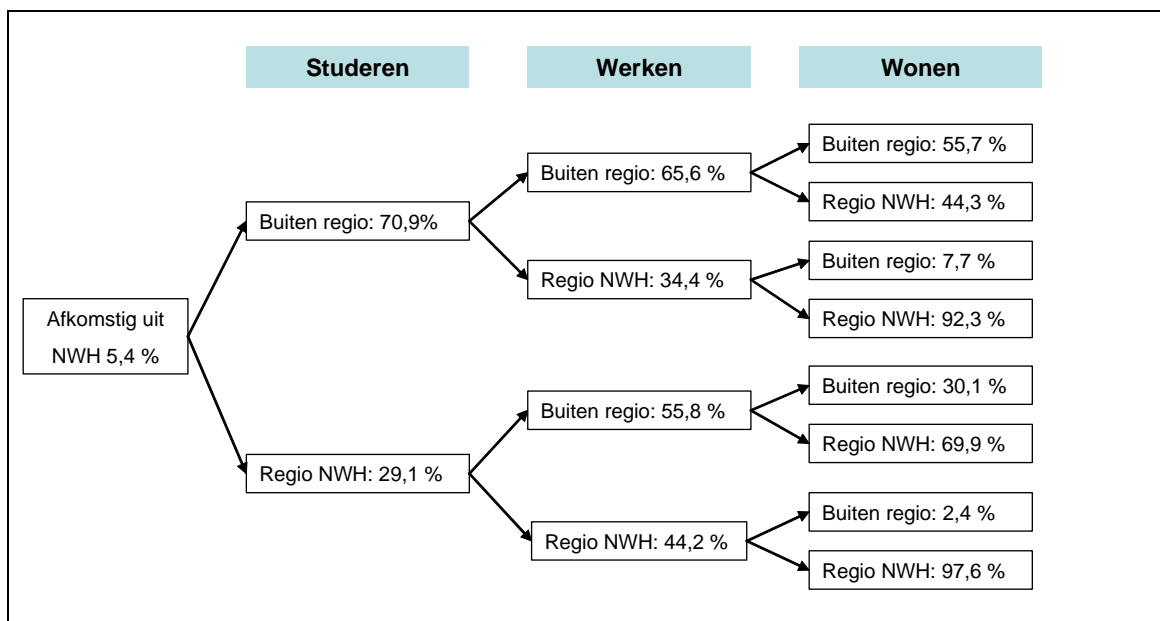 Studeren
Werken
Wonen
Afkomstig uit
NWH 5,4 %
Buiten regio: 70,9%
Regio NWH: 29,1 %
Buiten regio: 65,6 %
Regio NWH: 34,4 %
Buiten regio: 55,8 %
Regio NWH: 44,2 %
Buiten regio: 55,7 %
Regio NWH: 44,3 %
Buiten regio: 7,7 %
Regio NWH: 92,3 %
Buiten regio: 30,1 %
Regio NWH: 69,9 %
Buiten regio: 2,4 %
Regio NWH: 97,6 %